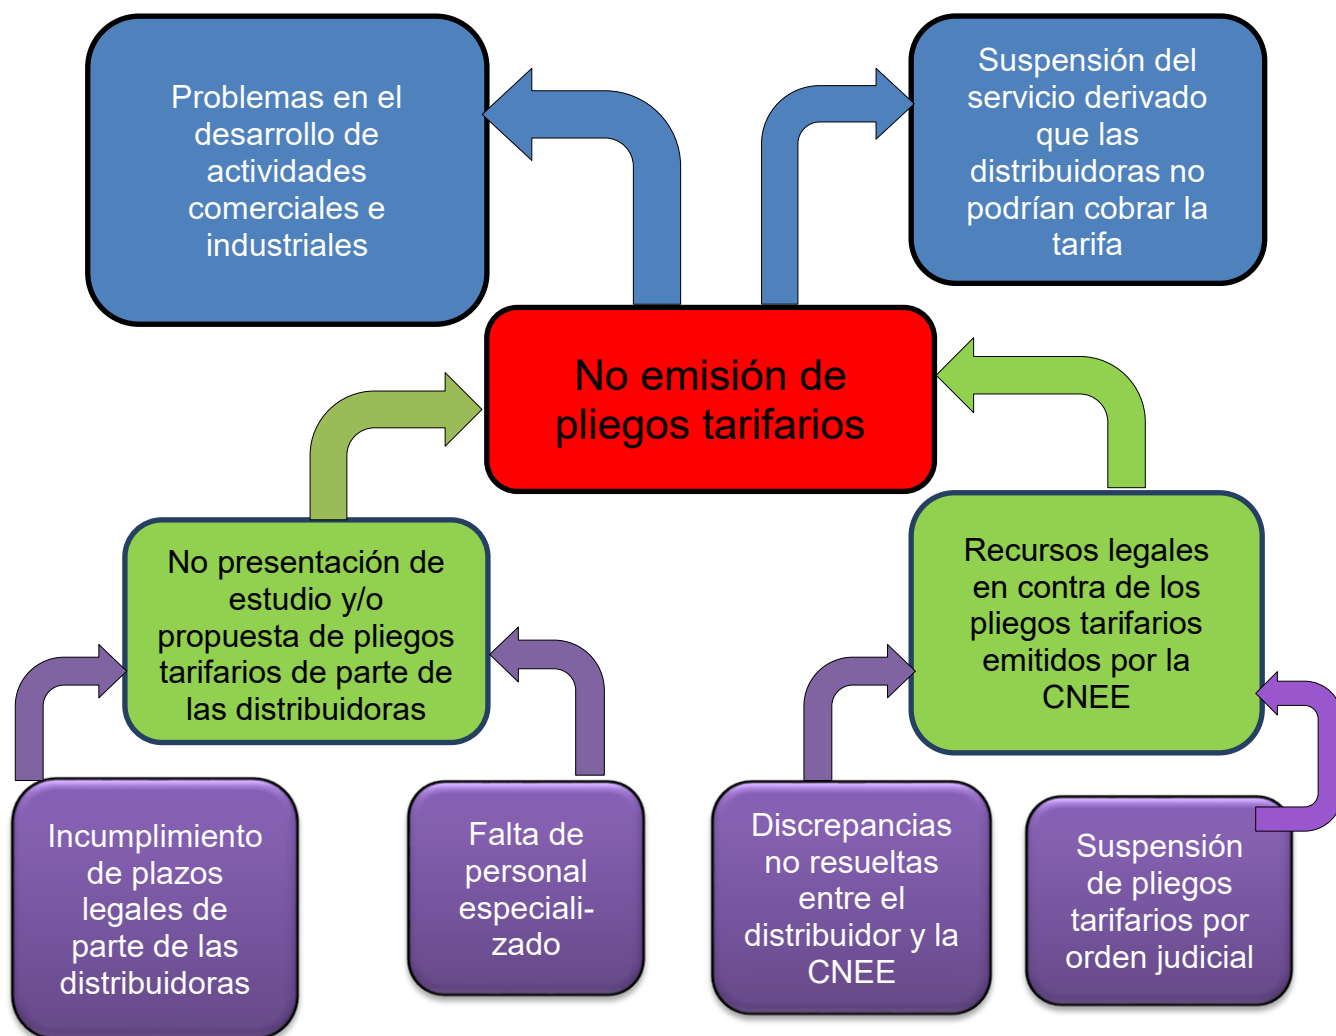 Problemas en el
desarrollo de
actividades
comerciales e
industriales
Suspensión del
servicio derivado
que las
distribuidoras no
podrían cobrar la
tarifa
No emisión de
pliegos tarifarios
No presentación de
estudio y/o
propuesta de pliegos
tarifarios de parte de
las distribuidoras
Recursos legales
en contra de los
pliegos tarifarios
emitidos por la
CNEE
Incumplimiento
de plazos
legales de
parte de las
distribuidoras
Falta de
personal
especiali-
zado
Discrepancias
no resueltas
entre el
distribuidor y la
CNEE
Suspensión
de pliegos
tarifarios por
orden judicial